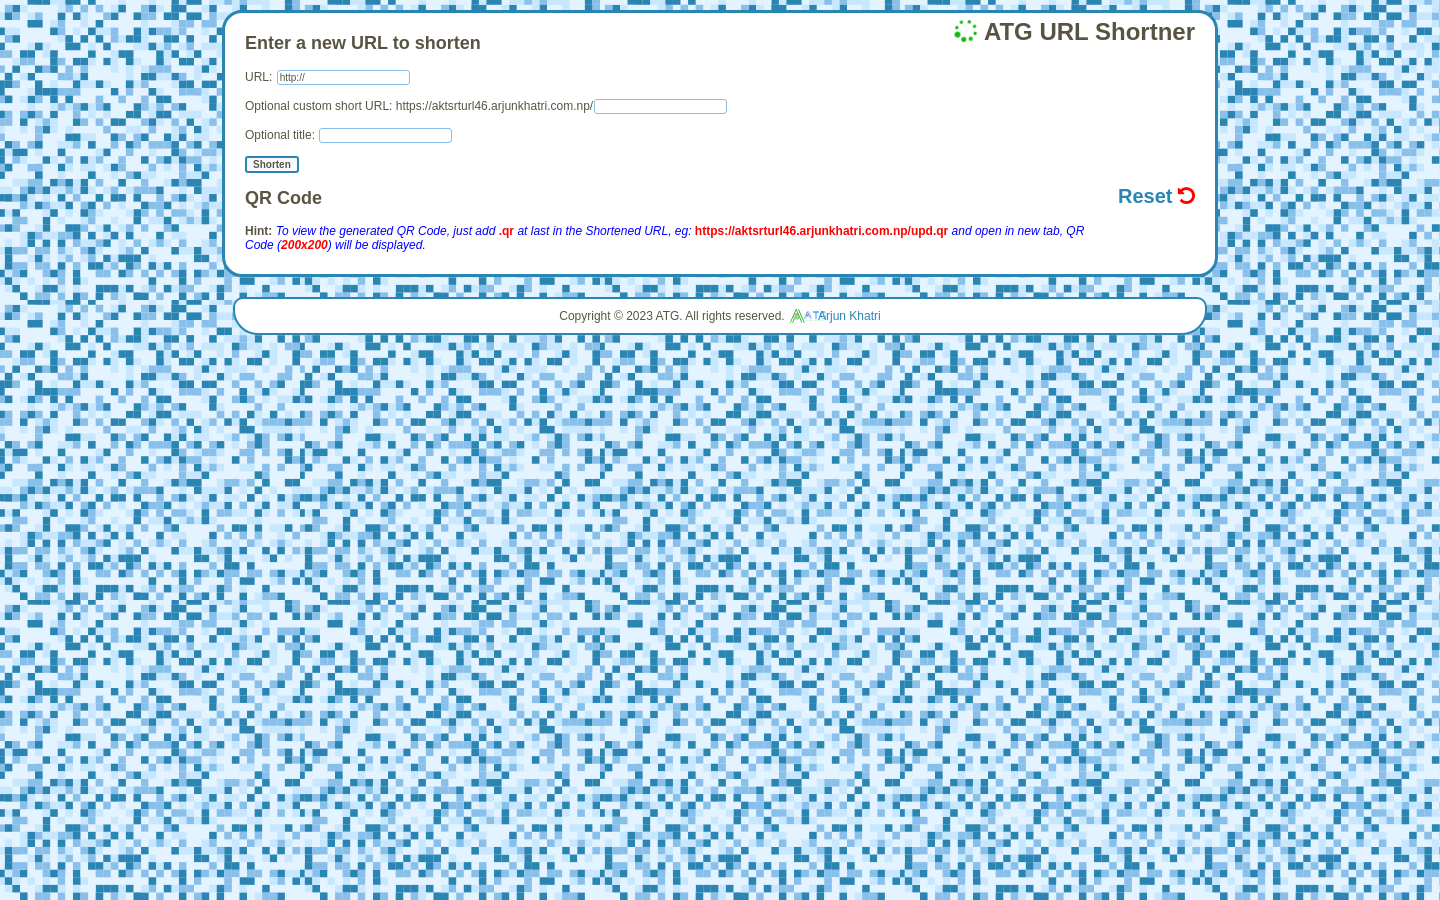 ATG URL Shortner
Enter a new URL to shorten
URL: http://
Optional custom short URL: https://aktsrturl46.arjunkhatri.com.np/
Optional title:
Shorten
QR Code
Reset
Hint: To view the generated QR Code, just add .qr at last in the Shortened URL, eg: https://aktsrturl46.arjunkhatri.com.np/upd.qr and open in new tab, QR
Code (200x200) will be displayed.
Copyright © 2023 ATG. All rights reserved. ATG Arjun Khatri